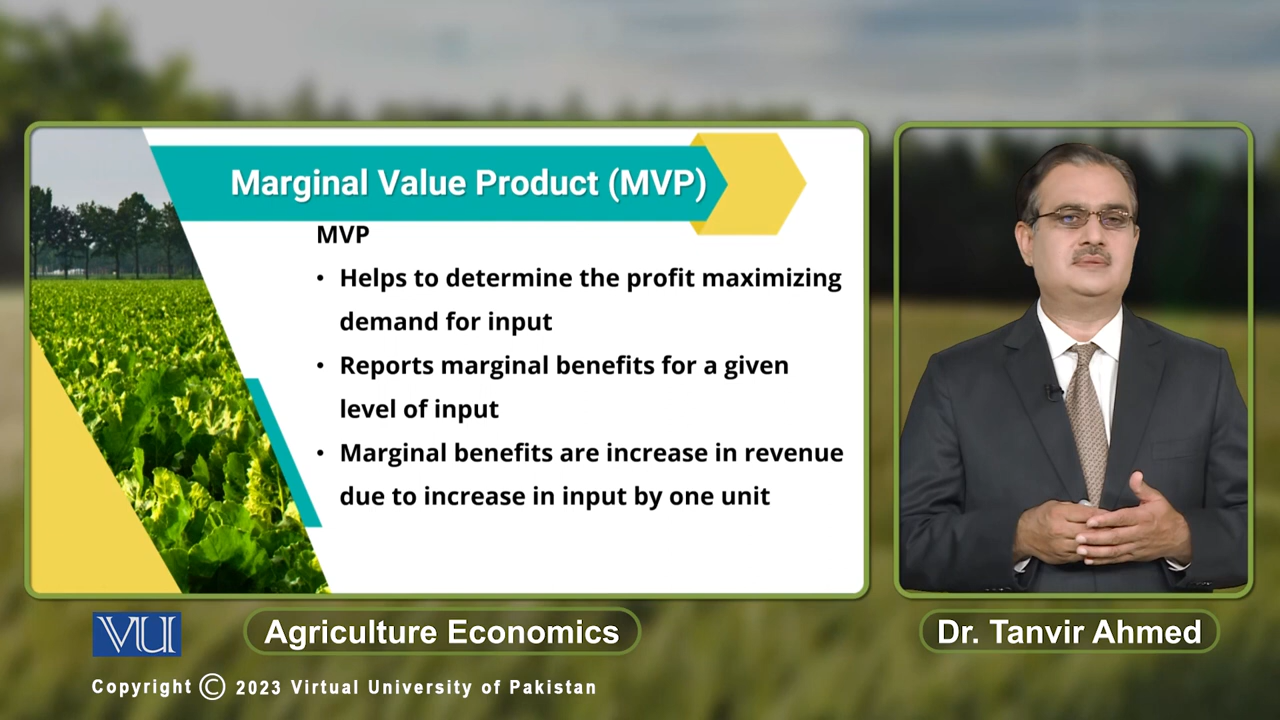 Marginal Value Product (MVP)
MVP
• Helps to determine the profit maximizing
demand for input
• Reports marginal benefits for a given
level of input
• Marginal benefits are increase in revenue
due to increase in input by one unit
VU
Agriculture Economics
Dr. Tanvir Ahmed
Copyright © 2023 Virtual University of Pakistan